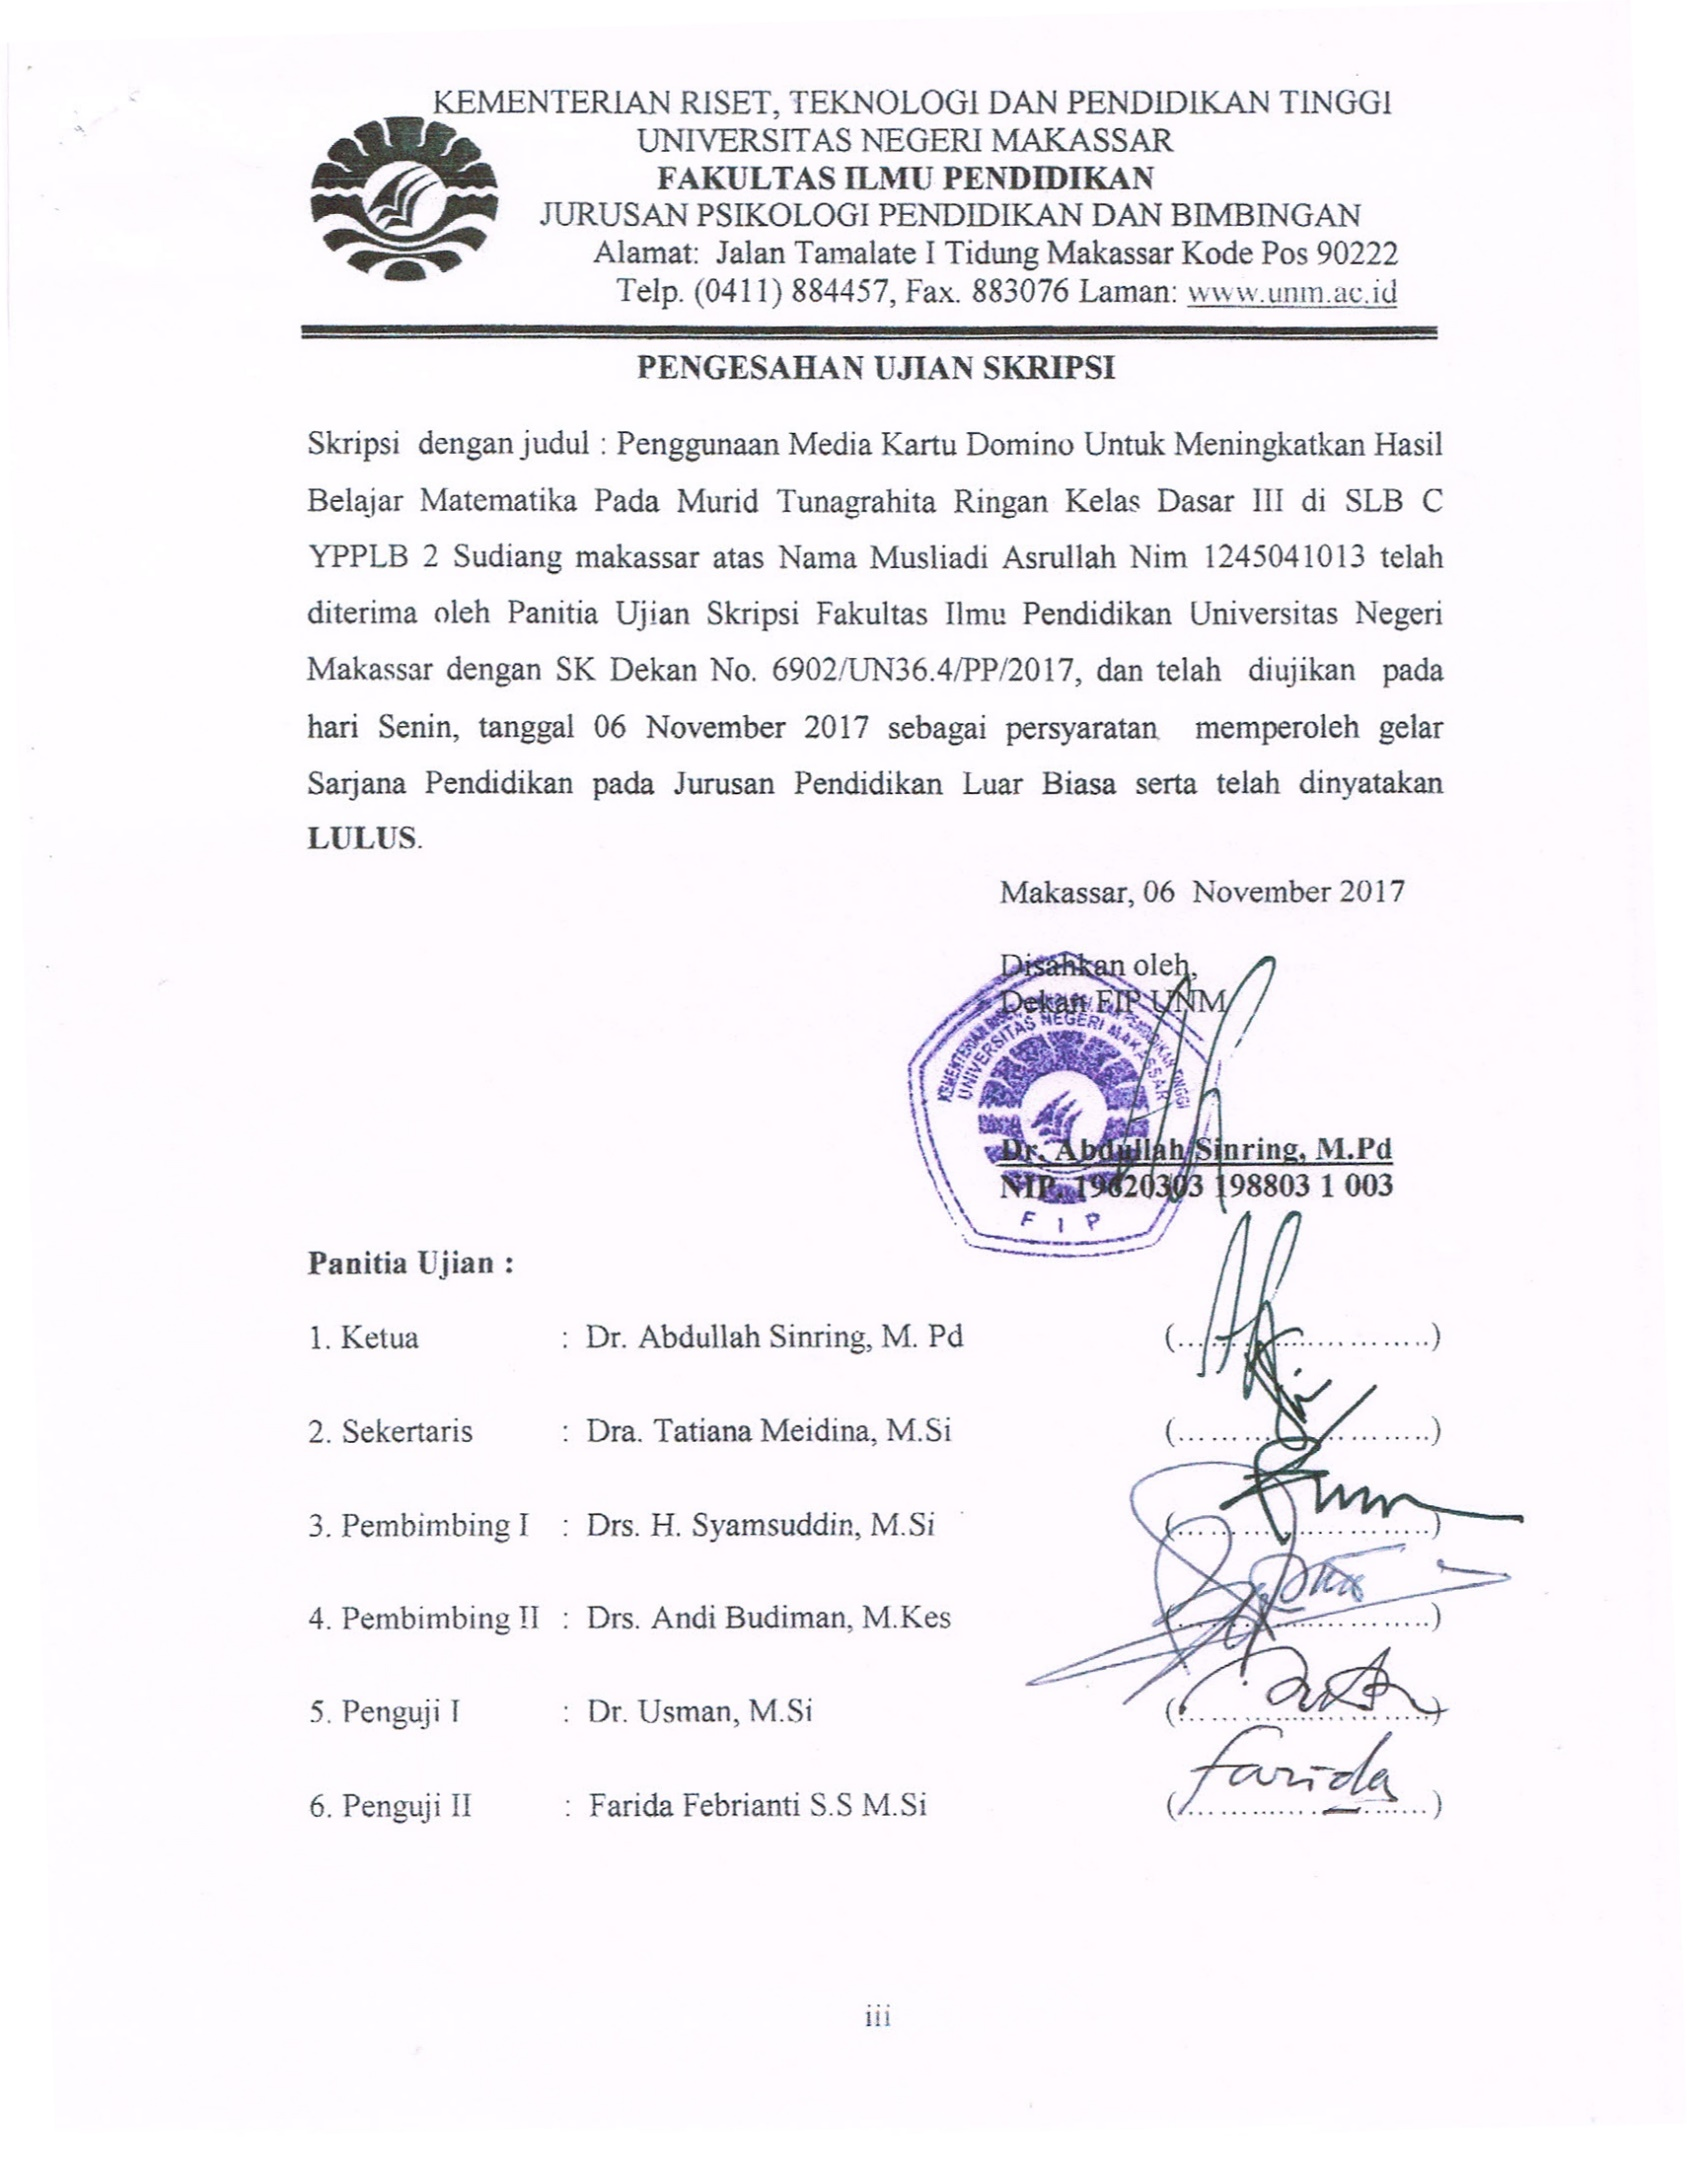 KEMENTERIAN RISET, TEKNOLOGI DAN PENDIDIKAN TINGGI
UNIVERSITAS NEGERI MAKASSAR
FAKULTAS ILMU PENDIDIKAN
JURUSAN PSIKOLOGI PENDIDIKAN DAN BIMBINGAN
Alamat: Jalan Tamalate I Tidung Makassar Kode Pos 90222
Telp. (0411) 884457, Fax. 883076 Laman: www.unm.ac.id
PENGESAHAN UJIAN SKRIPSI
Skripsi dengan judul : Penggunaan Media Kartu Domino Untuk Meningkatkan Hasil
Belajar Matematika Pada Murid Tunagrahita Ringan Kelas Dasar III di SLB C
YPPLB 2 Sudiang makassar atas Nama Musliadi Asrullah Nim 1245041013 telah
diterima oleh Panitia Ujian Skripsi Fakultas Ilmu Pendidikan Universitas Negeri
Makassar dengan SK Dekan No. 6902/UN36.4/PP/2017, dan telah diujikan pada
hari Senin, tanggal 06 November 2017 sebagai persyaratan memperoleh gelar
Sarjana Pendidikan pada Jurusan Pendidikan Luar Biasa serta telah dinyatakan
LULUS.
Makassar, 06 November 2017
Disahkan oleh,
Dekan FIP UNM
KEMENTERIAN RISET, TEKNOLOGI DAN PENDIDIKAN TINGGI
UNIVERSITAS NEGERI MAKASSAR
Dr. Abdullah Sinring, M.Pd
NIP. 19620303 198803 1 003
F I P
Panitia Ujian :
1. Ketua : Dr. Abdullah Sinring, M. Pd (..............................)
2. Sekertaris : Dra. Tatiana Meidina, M.Si (..............................)
3. Pembimbing I : Drs. H. Syamsuddin, M.Si (..............................)
4. Pembimbing II : Drs. Andi Budiman, M.Kes (..............................)
5. Penguji I : Dr. Usman, M.Si (..............................)
6. Penguji II : Farida Febrianti S.S M.Si (..............................)
farida
iii